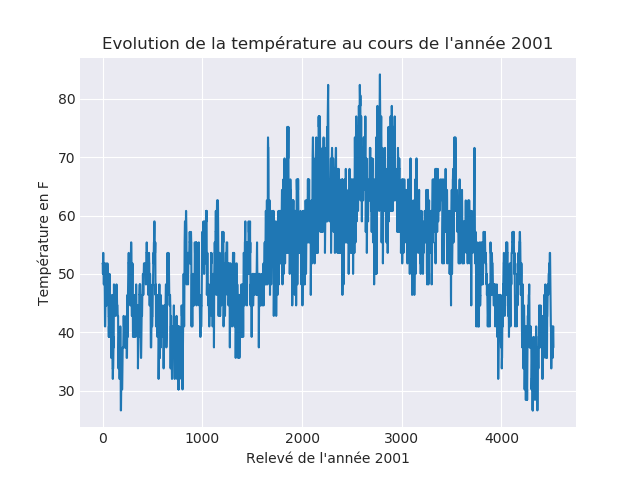 Evolution de la température au cours de l'année 2001
80
70
60
50
40
30
Température en F
0 1000 2000 3000 4000
Relevé de l'année 2001